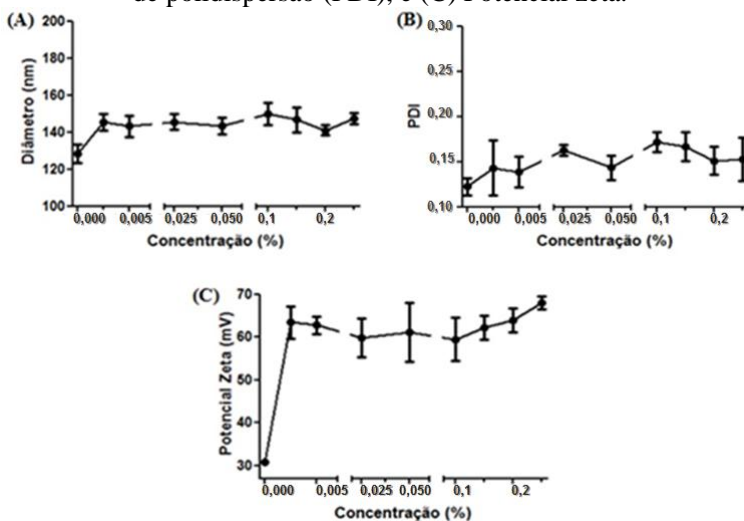 de polidispersão (PDI), e (C) Potencial zeta.
(A)
200
180
160
140
120
100
Diâmetro (nm)
0,000 0,005 0,025 0,050 0,1 0,2
Concentração (%)
(B)
0,30
0,25
0,20
0,15
0,10
PDI
0,000 0,005 0,025 0,050 0,1 0,2
Concentração (%)
(C)
70
60
50
40
30
Potencial Zeta (mV)
0,000 0,005 0,025 0,050 0,1 0,2
Concentração (%)